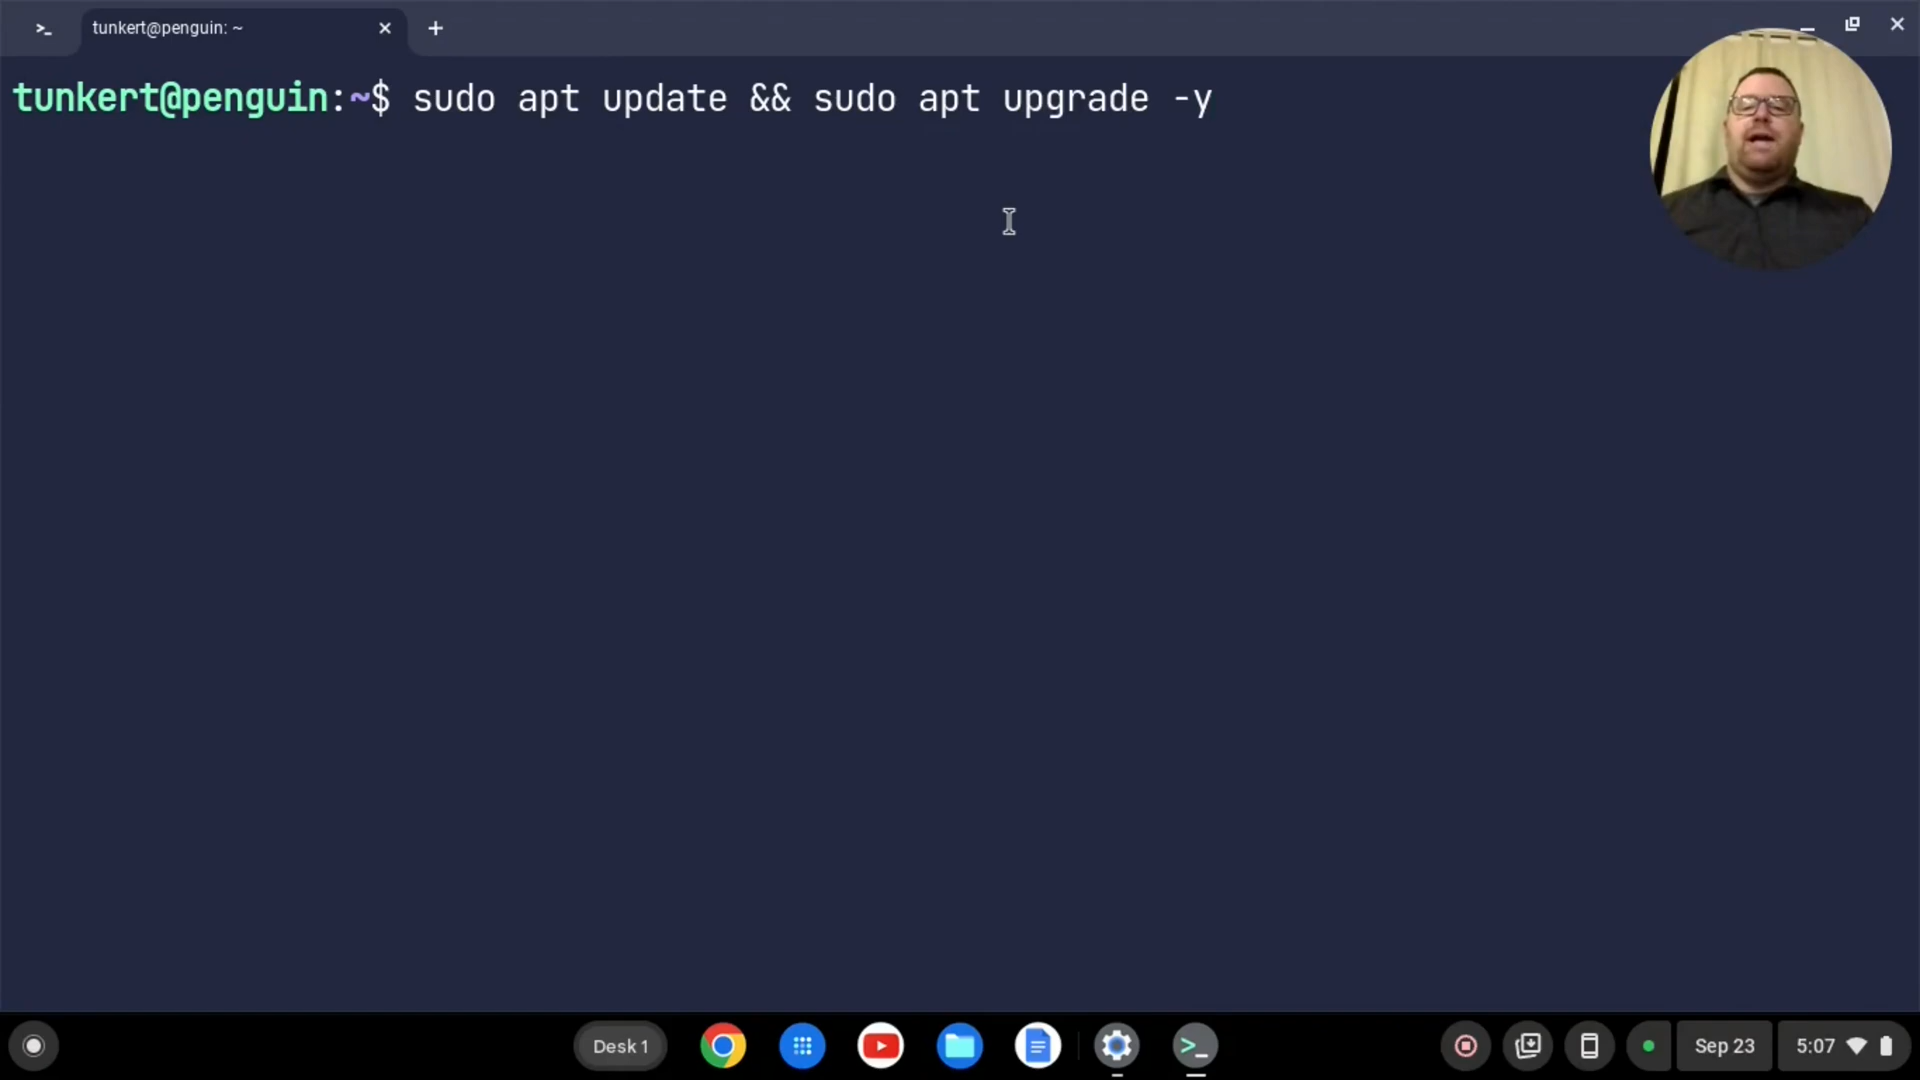 tunkert@penguin: ~
tunkert@penguin:~$ sudo apt update && sudo apt upgrade -y
Desk 1
Sep 23
5:07